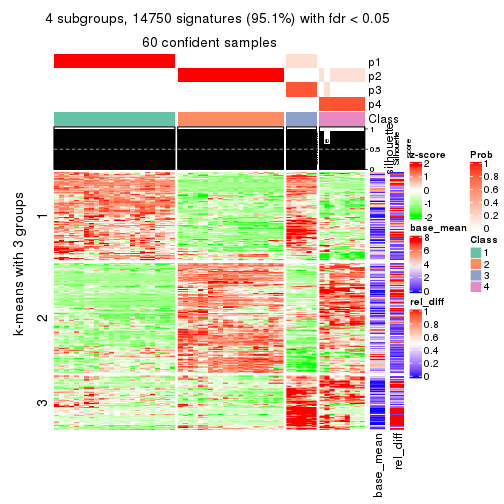 4 subgroups, 14750 signatures (95.1%) with fdr < 0.05
60 confident samples
p1
p2
p3
p4
Class
1
0.5
0
silhouette
Silhouette
score
k-means with 3 groups
1
2
3
base_mean
rel_diff
z-score
2
1
0
-1
-2
base_mean
8
6
4
2
0
rel_diff
1
0.8
0.6
0.4
0.2
0
Prob
1
0.8
0.6
0.4
0.2
0
Class
1
2
3
4